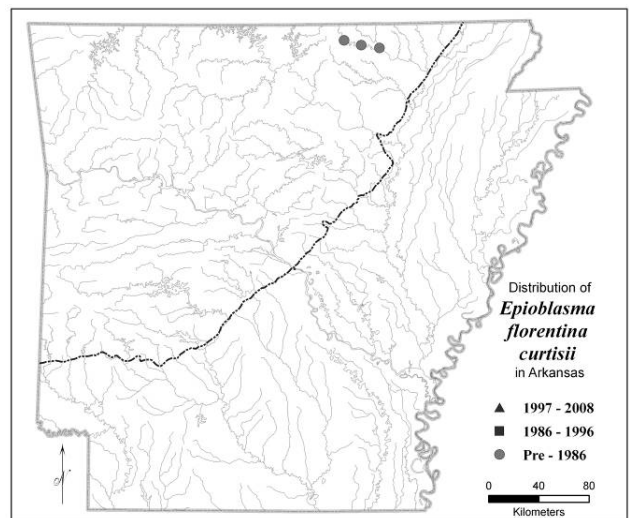 Distribution of
Epioblasma
florentina
curtisii
in Arkansas
1997 - 2008
1986 - 1996
Pre - 1986
N
0 40 80
Kilometers